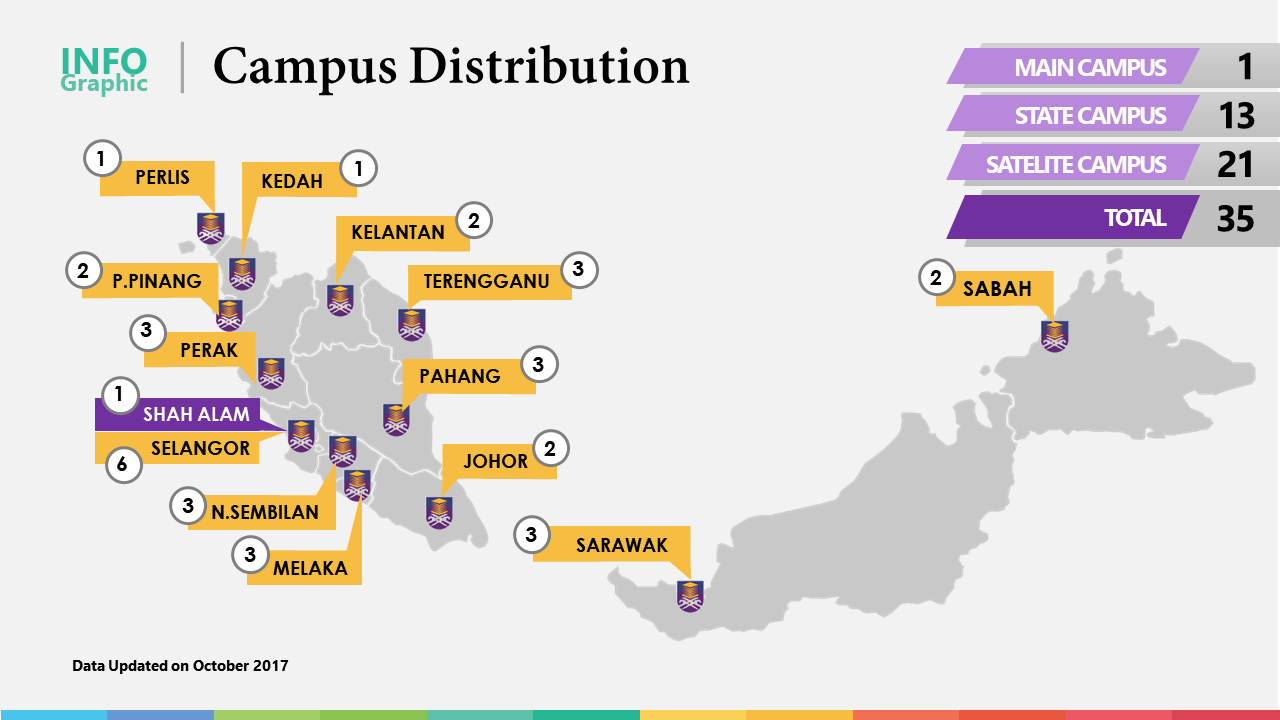 INFO
Graphic
Campus Distribution
MAIN CAMPUS 1
STATE CAMPUS 13
SATELITE CAMPUS 21
TOTAL 35
1
PERLIS
KEDAH
1
KELANTAN
2
2
P.PINANG
TERENGGANU
3
2
SABAH
3
PERAK
PAHANG
3
1
SHAH ALAM
SELANGOR
6
JOHOR
2
3
N.SEMBILAN
3
MELAKA
3
SARAWAK
Data Updated on October 2017